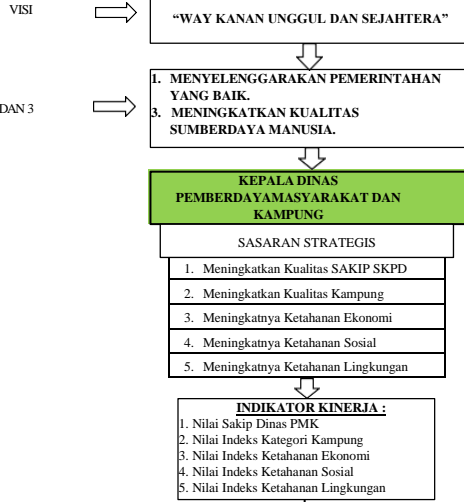 VISI
“WAY KANAN UNGGUL DAN SEJAHTERA”
1. MENYELENGGARAKAN PEMERINTAHAN
YANG BAIK.
DAN 3
3. MENINGKATKAN KUALITAS
SUMBERDAYA MANUSIA.
KEPALA DINAS
PEMBERDAYAMASYARAKAT DAN
KAMPUNG
SASARAN STRATEGIS
1. Meningkatkan Kualitas SAKIP SKPD
2. Meningkatkan Kualitas Kampung
3. Meningkatnya Ketahanan Ekonomi
4. Meningkatnya Ketahanan Sosial
5. Meningkatnya Ketahanan Lingkungan
INDIKATOR KINERJA :
1. Nilai Sakip Dinas PMK
2. Nilai Indeks Kategori Kampung
3. Nilai Indeks Ketahanan Ekonomi
4. Nilai Indeks Ketahanan Sosial
5. Nilai Indeks Ketahanan Lingkungan